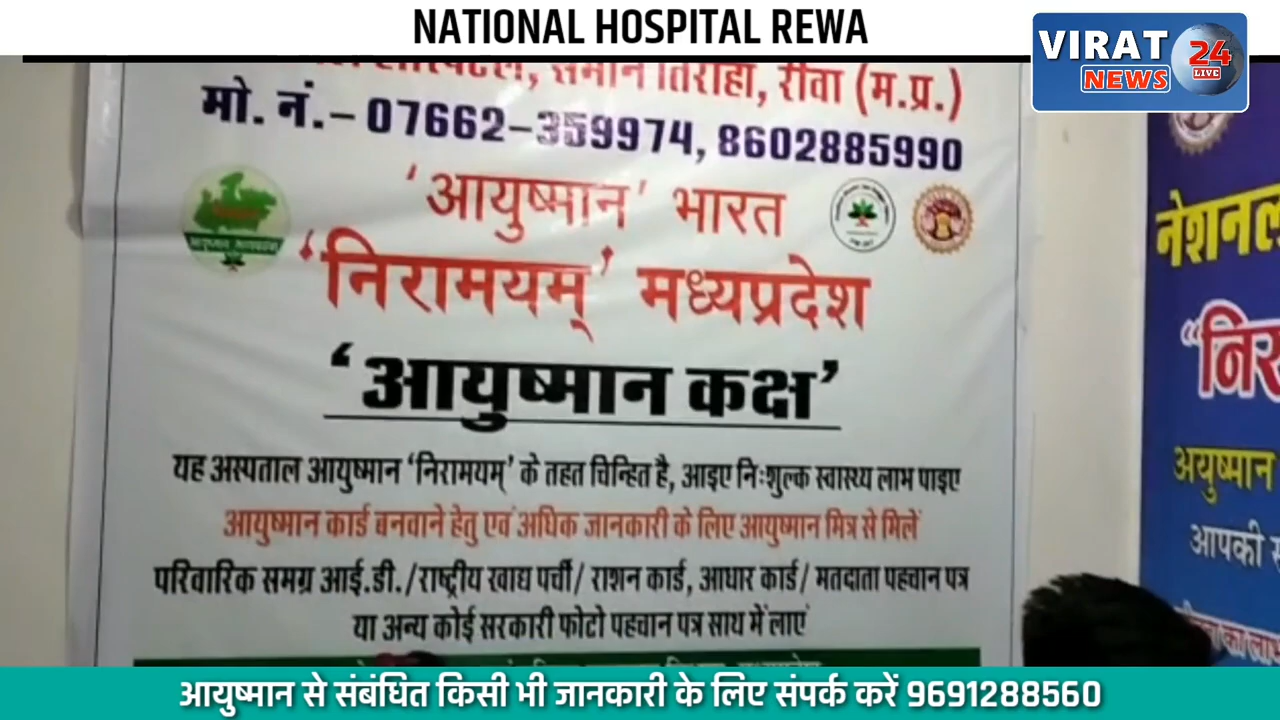 NATIONAL HOSPITAL REWA
VIRAT
NEWS
24
LIVE
समान तिराहा, रीवा (म.प्र.)
मो. नं.– 07662–359974, 8602885990
‘आयुष्मान’ भारत
‘निरामयम्’ मध्यप्रदेश
‘आयुष्मान कक्ष’
यह अस्पताल आयुष्मान ‘निरामयम्’ के तहत चिन्हित है, आइए निःशुल्क स्वास्थ्य लाभ पाइए
आयुष्मान कार्ड बनवाने हेतु एवं अधिक जानकारी के लिए आयुष्मान मित्र से मिलें
परिवारिक समग्र आई.डी./राष्ट्रीय खाद्य पर्ची/ राशन कार्ड, आधार कार्ड/ मतदाता पहचान पत्र
या अन्य कोई सरकारी फोटो पहचान पत्र साथ में लाएं
नेशनल
“निर
अयुष्मान
आपकी
का लाभ
आयुष्मान से संबंधित किसी भी जानकारी के लिए संपर्क करें 9691288560